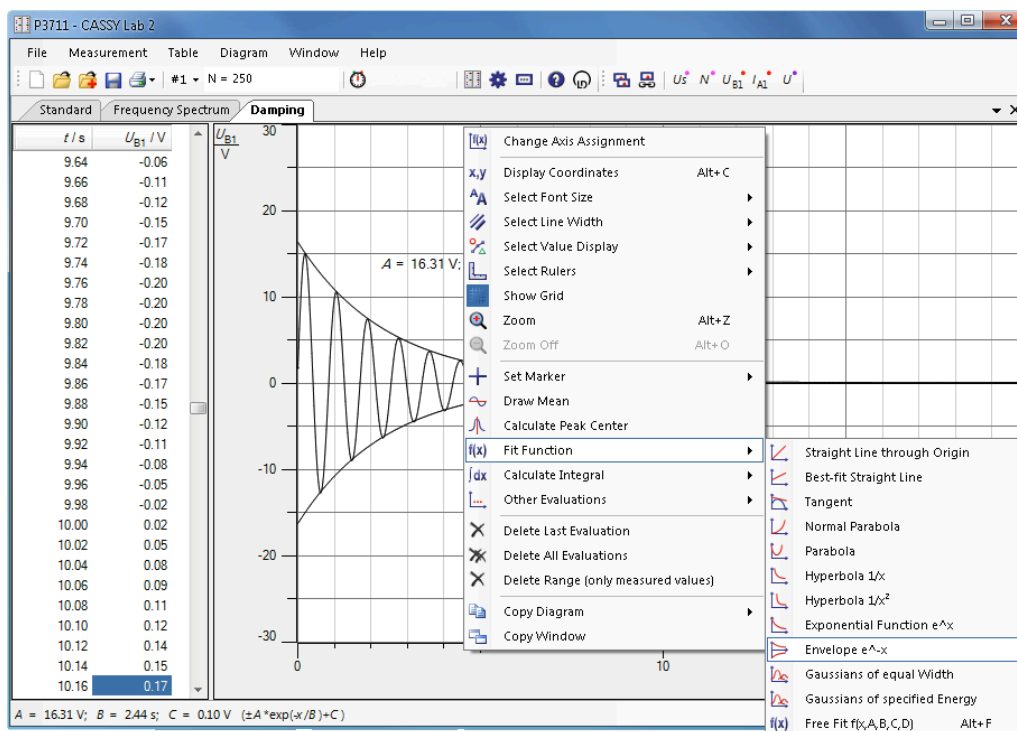 P3711 - CASSY Lab 2
File Measurement Table Diagram Window Help
#1 N = 250 Us N UB1 IA1 U
Standard Frequency Spectrum Damping
t / s UB1 / V
9.64 -0.06
9.66 -0.11
9.68 -0.12
9.70 -0.15
9.72 -0.17
9.74 -0.18
9.76 -0.20
9.78 -0.20
9.80 -0.20
9.82 -0.20
9.84 -0.18
9.86 -0.17
9.88 -0.15
9.90 -0.12
9.92 -0.11
9.94 -0.08
9.96 -0.05
9.98 -0.02
10.00 0.02
10.02 0.05
10.04 0.08
10.06 0.09
10.08 0.11
10.10 0.12
10.12 0.14
10.14 0.15
10.16 0.17
UB1
V
30
20
10
0
-10
-20
-30
0 10
A = 16.31 V;
f(x) Change Axis Assignment
x,y Display Coordinates Alt+C
AA Select Font Size
Select Line Width
Select Value Display
Select Rulers
Show Grid
Zoom Alt+Z
Zoom Off Alt+O
Set Marker
Draw Mean
Calculate Peak Center
f(x) Fit Function
∫dx Calculate Integral
Other Evaluations
Delete Last Evaluation
Delete All Evaluations
Delete Range (only measured values)
Copy Diagram
Copy Window
Straight Line through Origin
Best-fit Straight Line
Tangent
Normal Parabola
Parabola
Hyperbola 1/x
Hyperbola 1/x²
Exponential Function e^x
Envelope e^-x
Gaussians of equal Width
Gaussians of specified Energy
f(x) Free Fit f(x,A,B,C,D) Alt+F
A = 16.31 V; B = 2.44 s; C = 0.10 V (±A*exp(-x/B)+C)